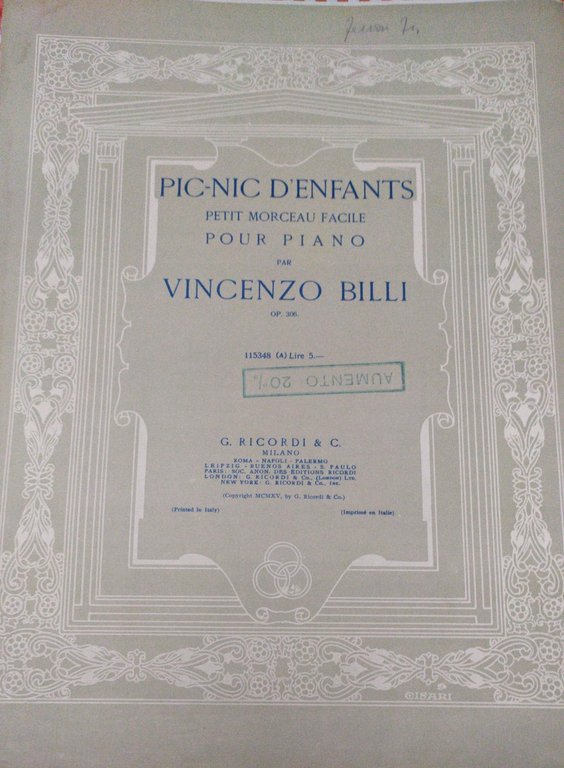 PIC-NIC D'ENFANTS
PETIT MORCEAU FACILE
POUR PIANO
PAR
VINCENZO BILLI
OP. 306.
115348 (A) Lire 5.—
AUMENTO 20%
G. RICORDI & C.
MILANO
ROMA - NAPOLI - PALERMO
LEIPZIG - BUENOS AIRES - S. PAULO
PARIS: SOC. ANON. DES ÉDITIONS RICORDI
LONDON: G. RICORDI & Co., (London) Ltd.
NEW YORK: G. RICORDI & Co., Inc.
(Copyright MCMXV, by G. Ricordi & Co.)
(Printed in Italy) (Imprimé en Italie)
CISARI